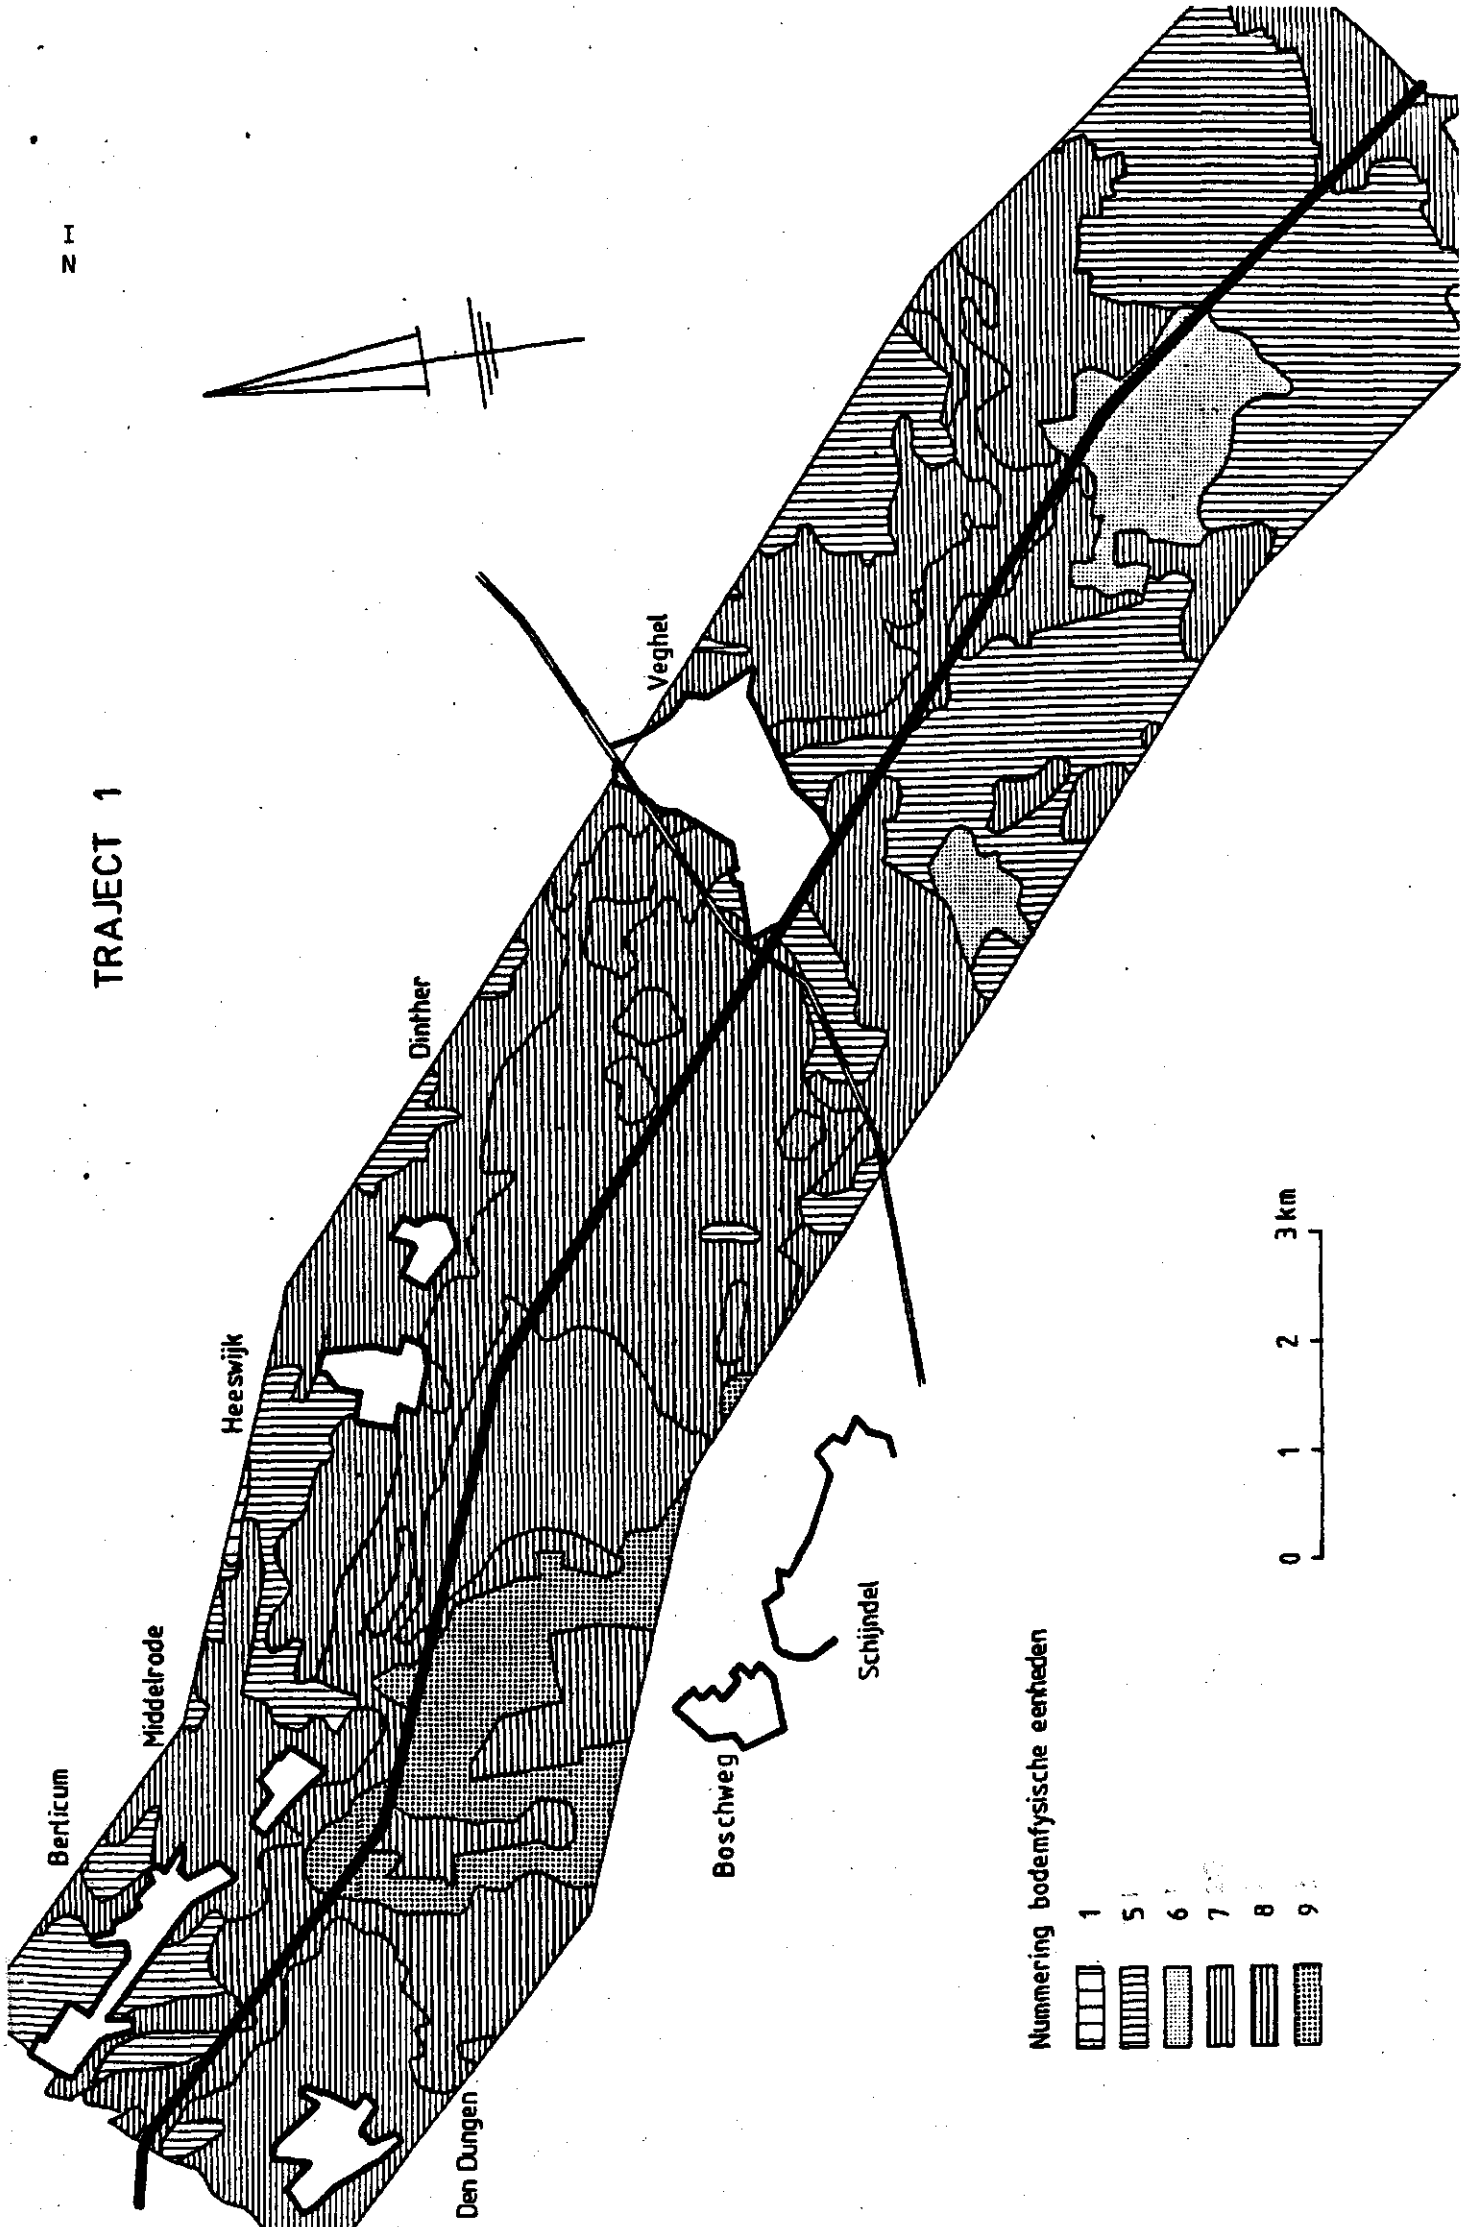 TRAJECT 1
N
Berlicum
Middelrode
Heeswijk
Dinther
Veghel
Den Dungen
Boschweg
Schijndel
0 1 2 3 km
Nummering bodemfysische eenheden
1
5
6
7
8
9